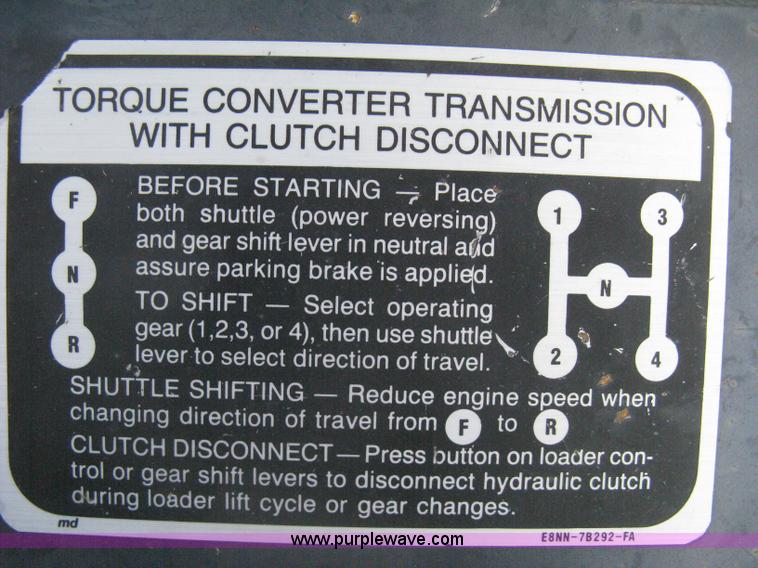 TORQUE CONVERTER TRANSMISSION
WITH CLUTCH DISCONNECT
F
N
R
BEFORE STARTING — Place
both shuttle (power reversing)
and gear shift lever in neutral and
assure parking brake is applied.
TO SHIFT — Select operating
gear (1,2,3, or 4), then use shuttle
lever to select direction of travel.
1 3
N
2 4
SHUTTLE SHIFTING — Reduce engine speed when
changing direction of travel from F to R
CLUTCH DISCONNECT — Press button on loader con-
trol or gear shift levers to disconnect hydraulic clutch
during loader lift cycle or gear changes.
md
E8NN-7B292-FA
www.purplewave.com